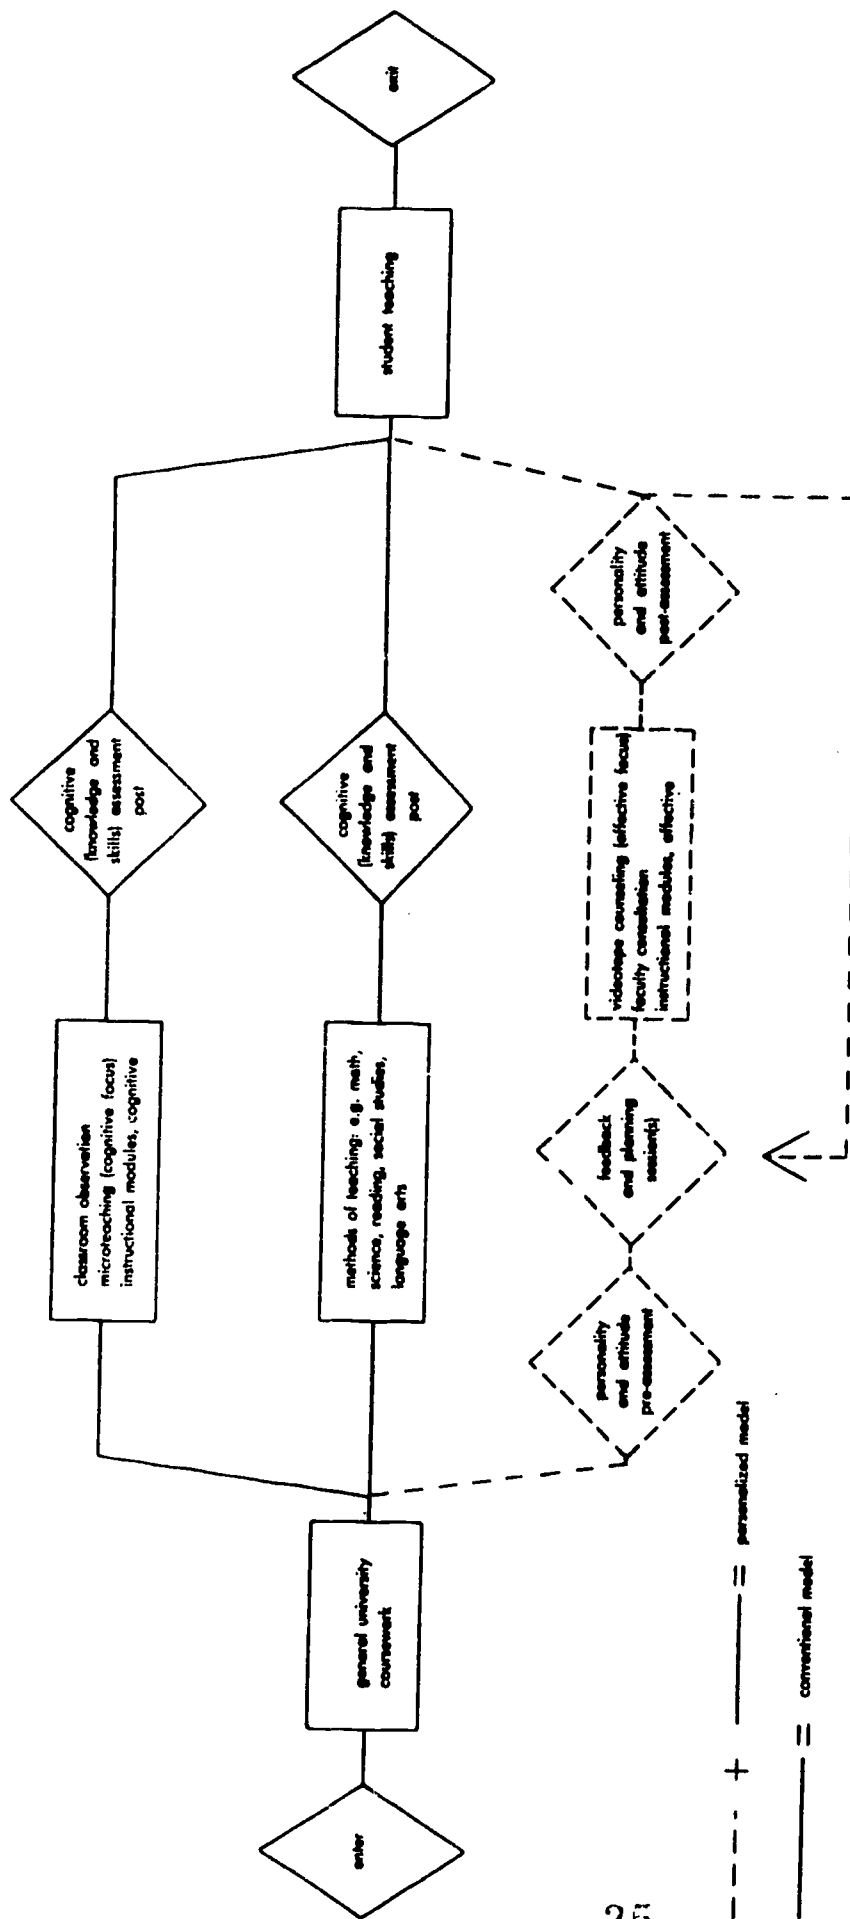 enter
general university
coursework
classroom observation
microteaching (cognitive focus)
instructional modules, cognitive
cognitive
(knowledge and
skills) assessment
post
methods of teaching: e.g. math,
science, reading, social studies,
language arts
cognitive
(knowledge and
skills) assessment
post
personality
and attitude
pre-assessment
feedback
and planning
session(s)
videotape counseling (affective focus)
faculty consultation
instructional modules, affective
personality
and attitude
post-assessment
student teaching
exit
+ = personalized model
= conventional model